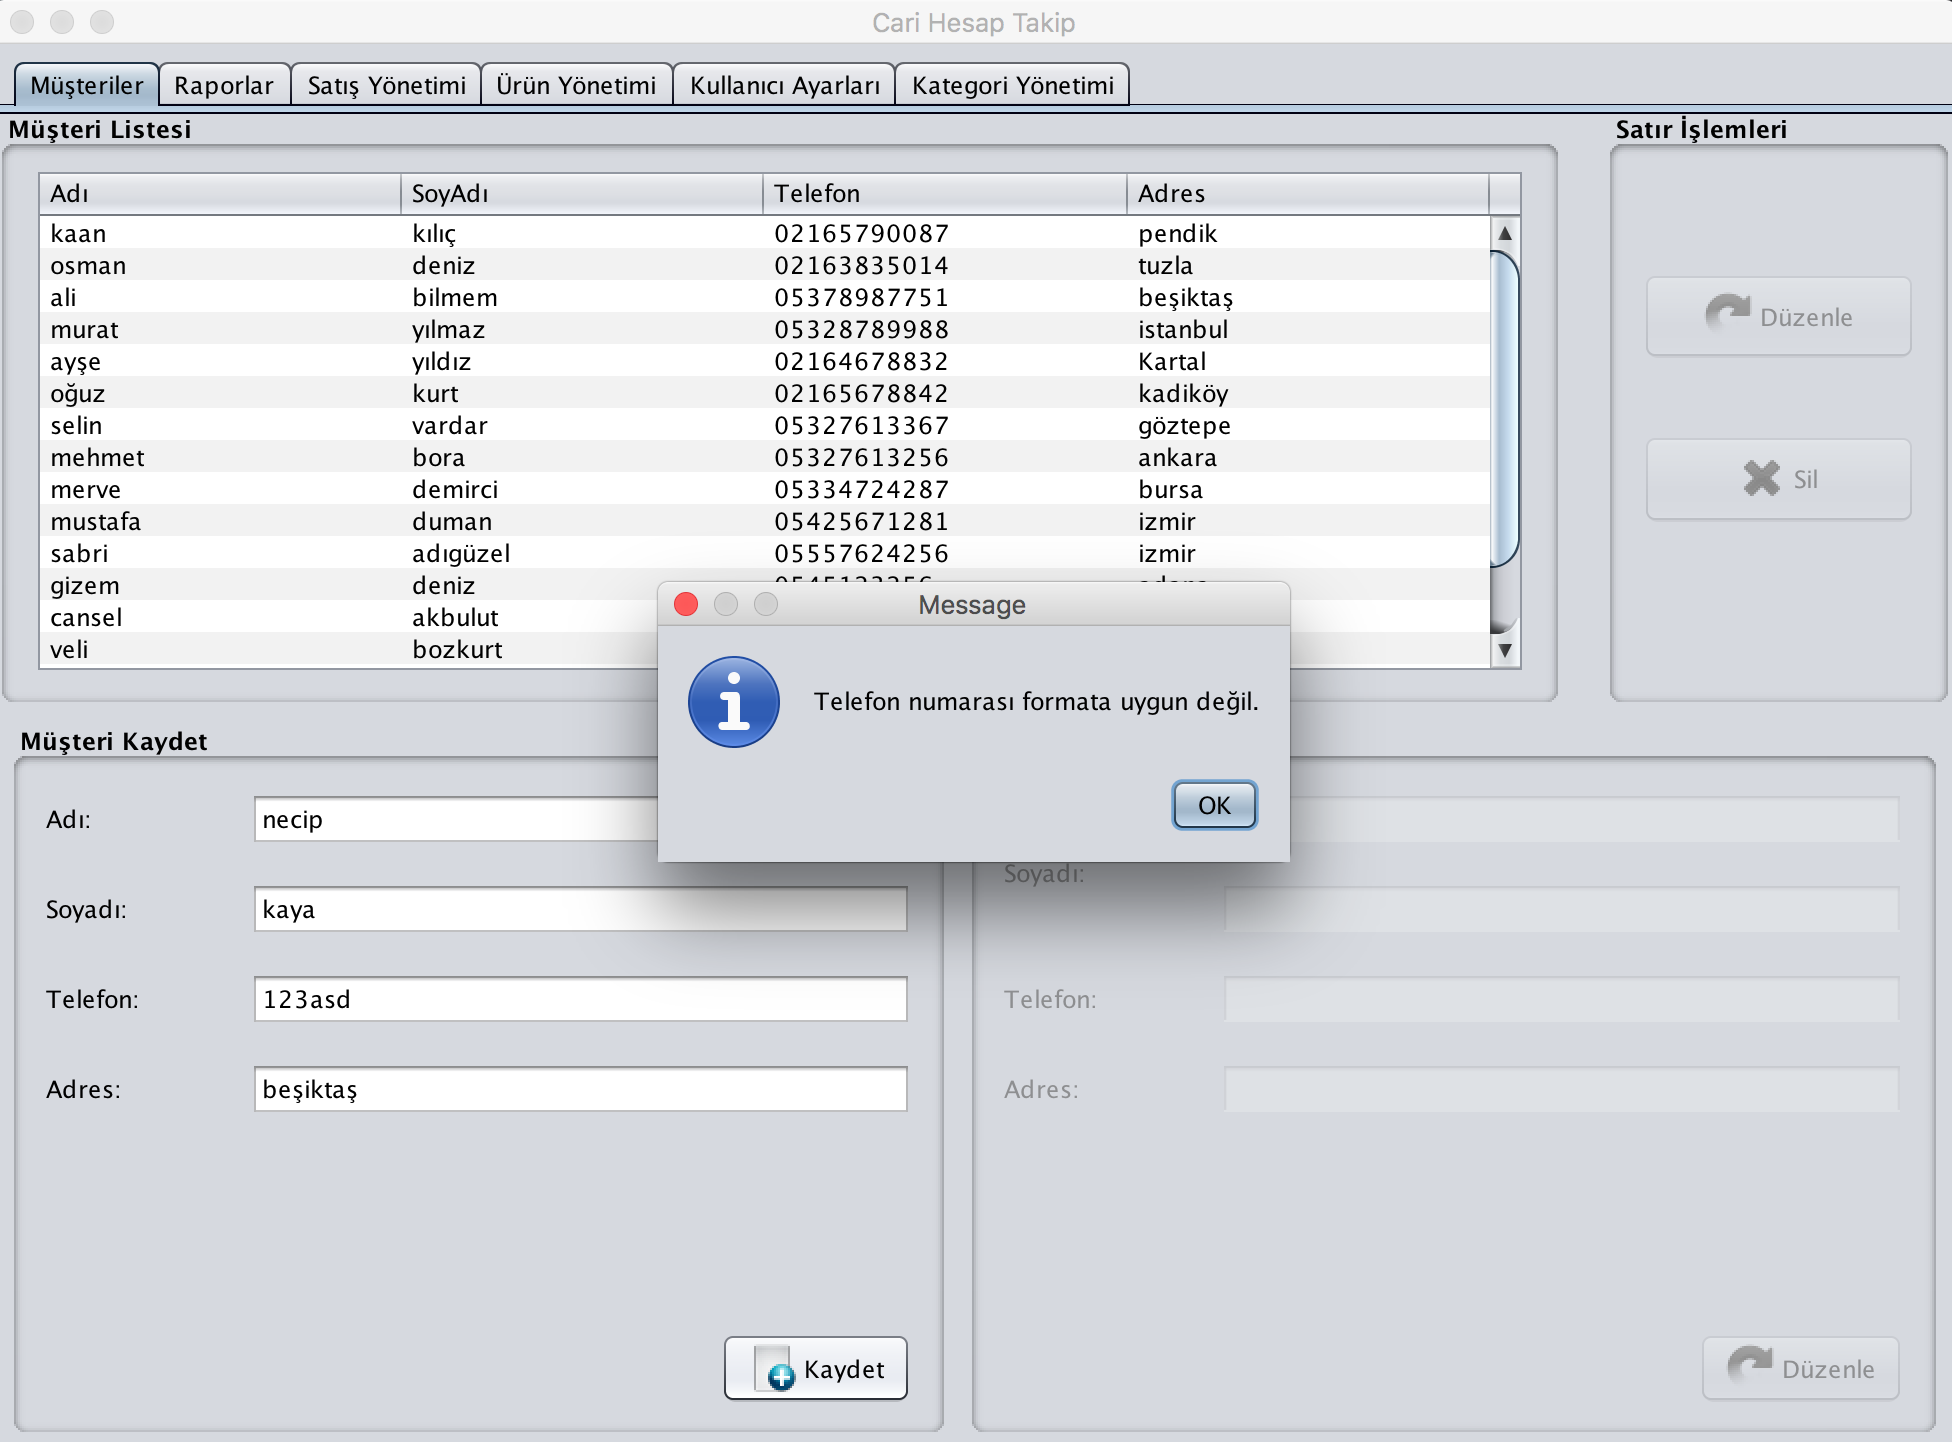 Cari Hesap Takip
Müşteriler Raporlar Satış Yönetimi Ürün Yönetimi Kullanıcı Ayarları Kategori Yönetimi
Müşteri Listesi
Satır İşlemleri
Adı SoyAdı Telefon Adres
kaan kılıç 02165790087 pendik
osman deniz 02163835014 tuzla
ali bilmem 05378987751 beşiktaş
murat yılmaz 05328789988 istanbul
ayşe yıldız 02164678832 Kartal
oğuz kurt 02165678842 kadiköy
selin vardar 05327613367 göztepe
mehmet bora 05327613256 ankara
merve demirci 05334724287 bursa
mustafa duman 05425671281 izmir
sabri adıgüzel 05557624256 izmir
gizem deniz
cansel akbulut
veli bozkurt
Düzenle
Sil
Message
Telefon numarası formata uygun değil.
OK
Müşteri Kaydet
Adı: necip
Soyadı: kaya
Telefon: 123asd
Adres: beşiktaş
Kaydet
Soyadı:
Telefon:
Adres:
Düzenle